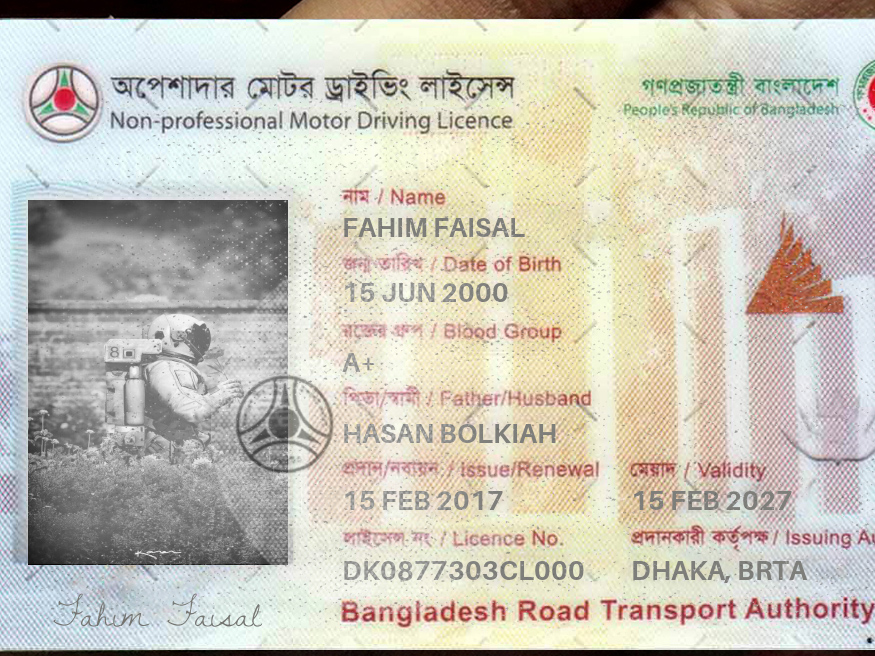 অপেশাদার মোটর ড্রাইভিং লাইসেন্স
Non-professional Motor Driving Licence
গণপ্রজাতন্ত্রী বাংলাদেশ
People's Republic of Bangladesh
নাম / Name
FAHIM FAISAL
জন্ম তারিখ / Date of Birth
15 JUN 2000
রক্তের গ্রুপ / Blood Group
A+
পিতা/স্বামী / Father/Husband
HASAN BOLKIAH
প্রদান/নবায়ন / Issue/Renewal
মেয়াদ / Validity
15 FEB 2017
15 FEB 2027
লাইসেন্স নং / Licence No.
প্রদানকারী কর্তৃপক্ষ / Issuing
DK0877303CL000
DHAKA, BRTA
Bangladesh Road Transport Authority
Fahim Faisal
8